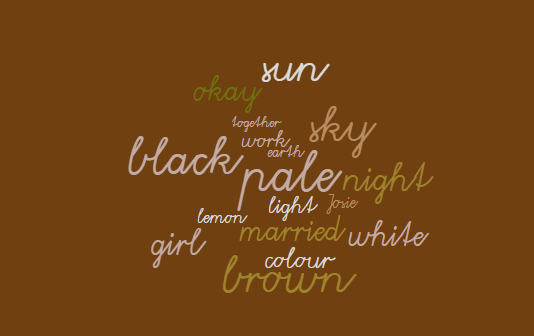 sun
okay
together
sky
work
earth
black
pale
night
light
Josie
lemon
married
white
girl
colour
brown